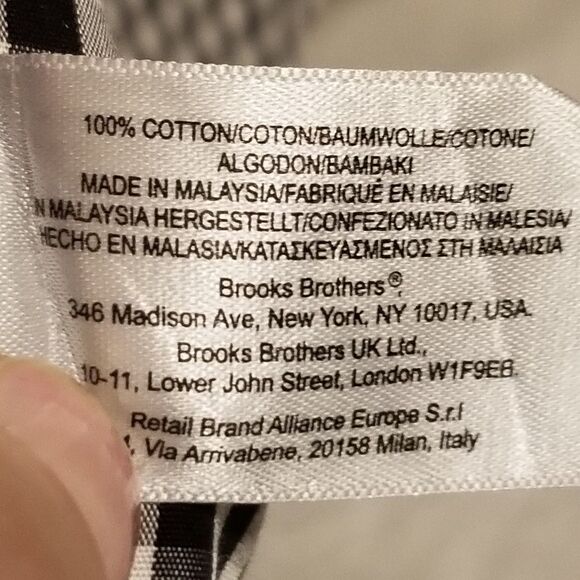 100% COTTON/COTON/BAUMWOLLE/COTONE/
ALGODON/BAMBAKI
MADE IN MALAYSIA/FABRIQUÉ EN MALAISIE/
N MALAYSIA HERGESTELLT/CONFEZIONATO IN MALESIA/
HECHO EN MALASIA/ΚΑΤΑΣΚΕΥΑΣΜΕΝΟΣ ΣΤΗ ΜΑΛΑΙΣΙΑ
Brooks Brothers®,
346 Madison Ave, New York, NY 10017, USA.
Brooks Brothers UK Ltd.,
10-11, Lower John Street, London W1F9EB.
Retail Brand Alliance Europe S.r.l
, Via Arrivabene, 20158 Milan, Italy